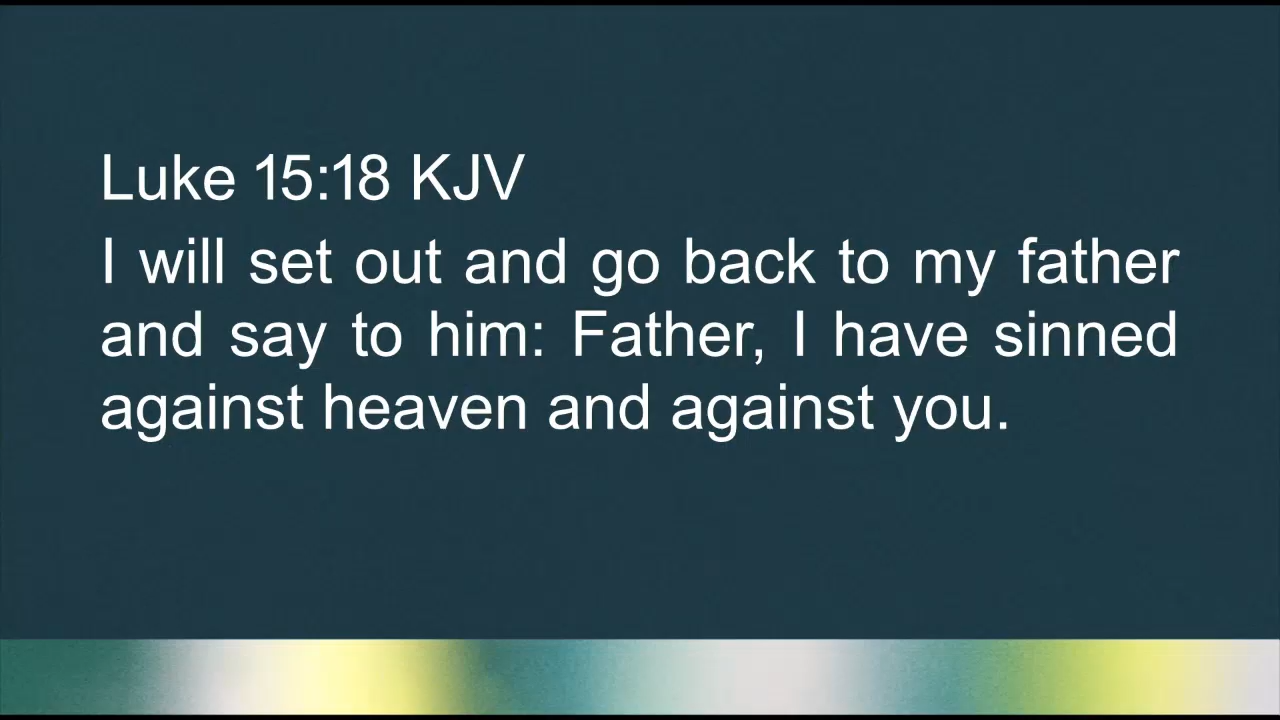 Luke 15:18 KJV
I will set out and go back to my father
and say to him: Father, I have sinned
against heaven and against you.